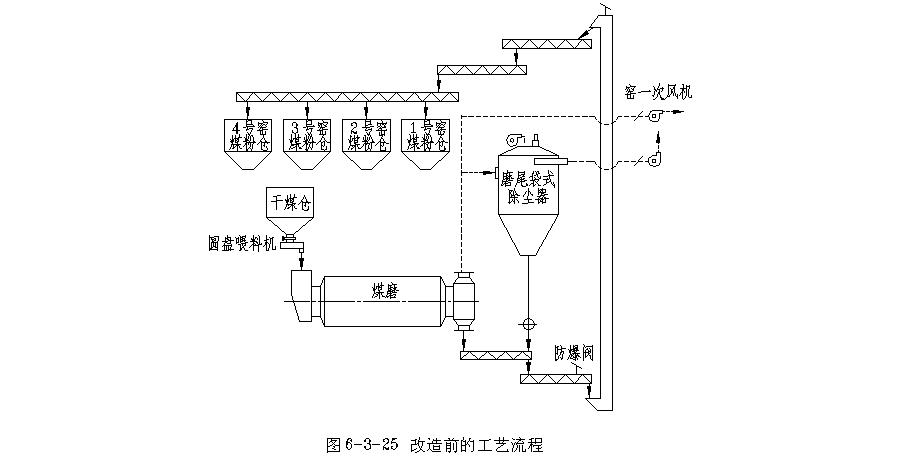 窑一次风机
4号窑
煤粉仓
3号窑
煤粉仓
2号窑
煤粉仓
1号窑
煤粉仓
磨尾袋式
除尘器
干煤仓
圆盘喂料机
煤磨
防爆阀
图6-3-25 改造前的工艺流程